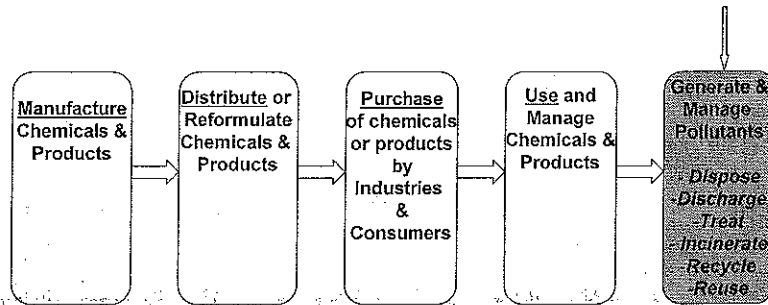 Manufacture
Chemicals &
Products
Distribute or
Reformulate
Chemicals &
Products
Purchase
of chemicals
or products
by
Industries
&
Consumers
Use and
Manage
Chemicals &
Products
Generate &
Manage
Pollutants
- Dispose
-Discharge
-Treat
- Incinerate
-Recycle
-Reuse